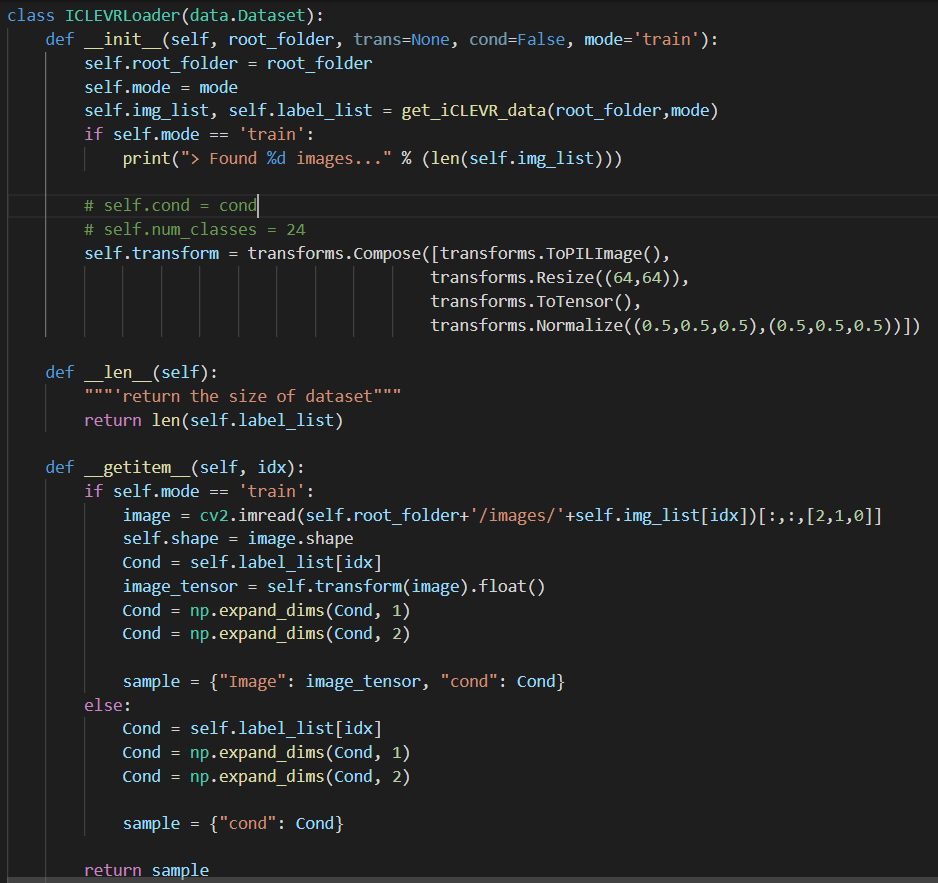 class ICLEVRLoader(data.Dataset):
    def __init__(self, root_folder, trans=None, cond=False, mode='train'):
        self.root_folder = root_folder
        self.mode = mode
        self.img_list, self.label_list = get_iCLEVR_data(root_folder,mode)
        if self.mode == 'train':
            print("> Found %d images..." % (len(self.img_list)))

        # self.cond = cond
        # self.num_classes = 24
        self.transform = transforms.Compose([transforms.ToPILImage(),
                                            transforms.Resize((64,64)),
                                            transforms.ToTensor(),
                                            transforms.Normalize((0.5,0.5,0.5),(0.5,0.5,0.5))])

    def __len__(self):
        """'return the size of dataset"""
        return len(self.label_list)

    def __getitem__(self, idx):
        if self.mode == 'train':
            image = cv2.imread(self.root_folder+'/images/'+self.img_list[idx])[:,:,[2,1,0]]
            self.shape = image.shape
            Cond = self.label_list[idx]
            image_tensor = self.transform(image).float()
            Cond = np.expand_dims(Cond, 1)
            Cond = np.expand_dims(Cond, 2)

            sample = {"Image": image_tensor, "cond": Cond}
        else:
            Cond = self.label_list[idx]
            Cond = np.expand_dims(Cond, 1)
            Cond = np.expand_dims(Cond, 2)

            sample = {"cond": Cond}

        return sample